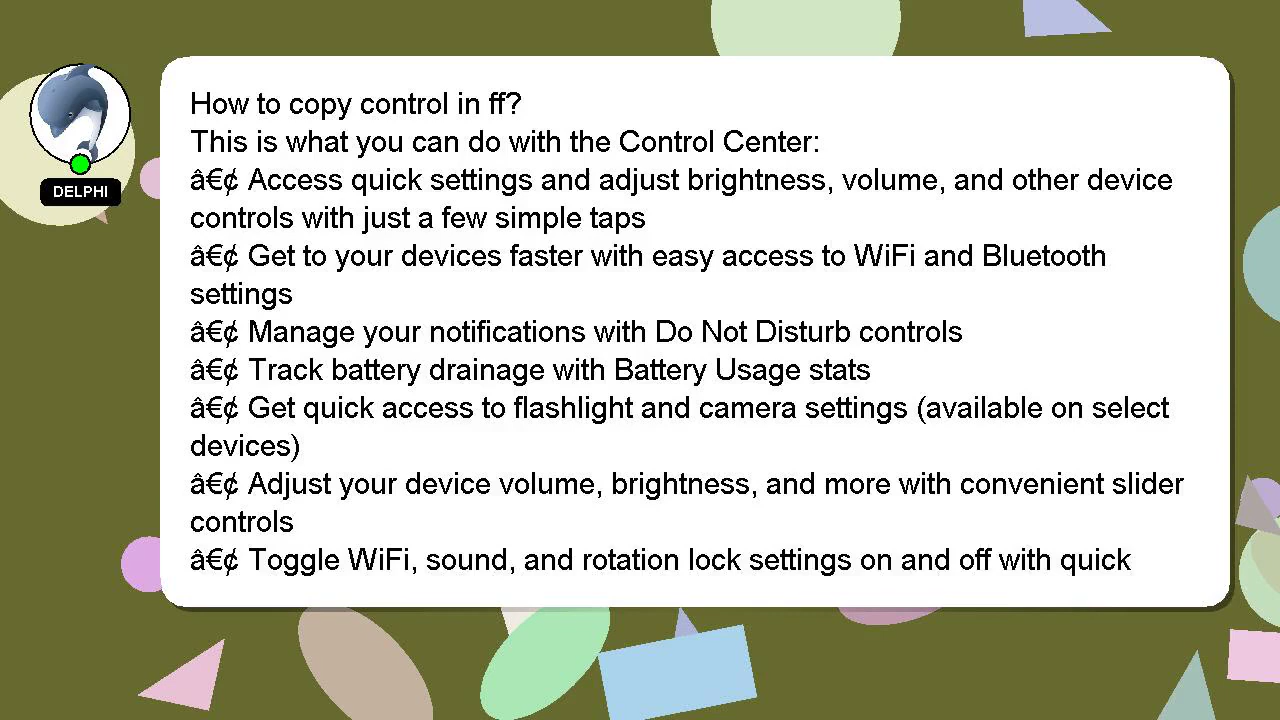 DELPHI
How to copy control in ff?
This is what you can do with the Control Center:
â€¢ Access quick settings and adjust brightness, volume, and other device
controls with just a few simple taps
â€¢ Get to your devices faster with easy access to WiFi and Bluetooth
settings
â€¢ Manage your notifications with Do Not Disturb controls
â€¢ Track battery drainage with Battery Usage stats
â€¢ Get quick access to flashlight and camera settings (available on select
devices)
â€¢ Adjust your device volume, brightness, and more with convenient slider
controls
â€¢ Toggle WiFi, sound, and rotation lock settings on and off with quick